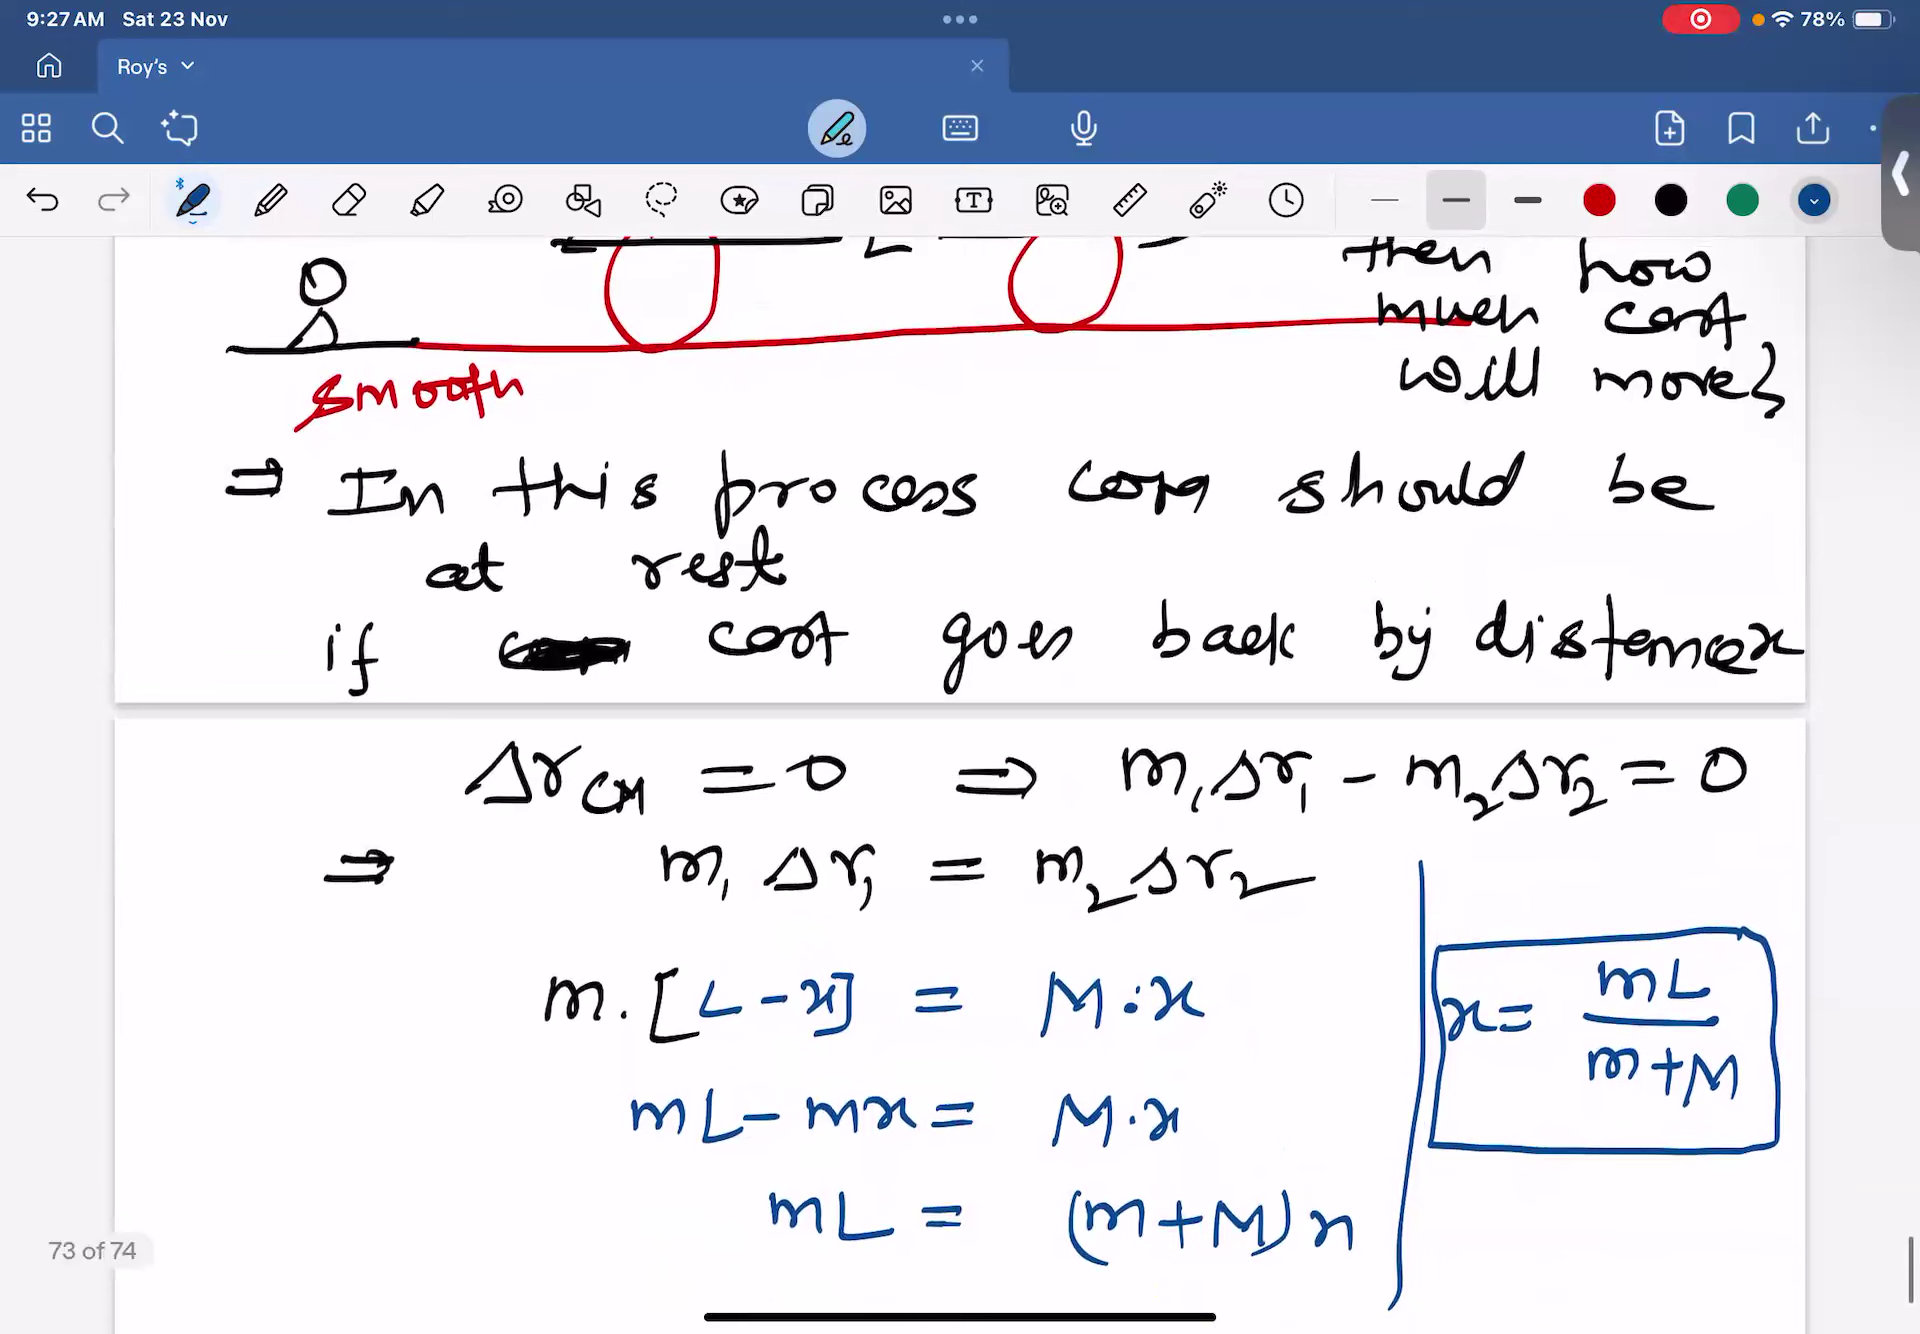 9:27 AM Sat 23 Nov
78%
Roy's
then how
much cart
will move?
smooth
⇒ In this process com should be
at rest
if cart goes back by distance x
Δr_CM = 0 ⇒ m₁Δr₁ - m₂Δr₂ = 0
⇒ m₁Δr₁ = m₂Δr₂
m.[L-x] = M.x
mL - mx = M.x
mL = (m+M)x
x = mL/(m+M)
73 of 74